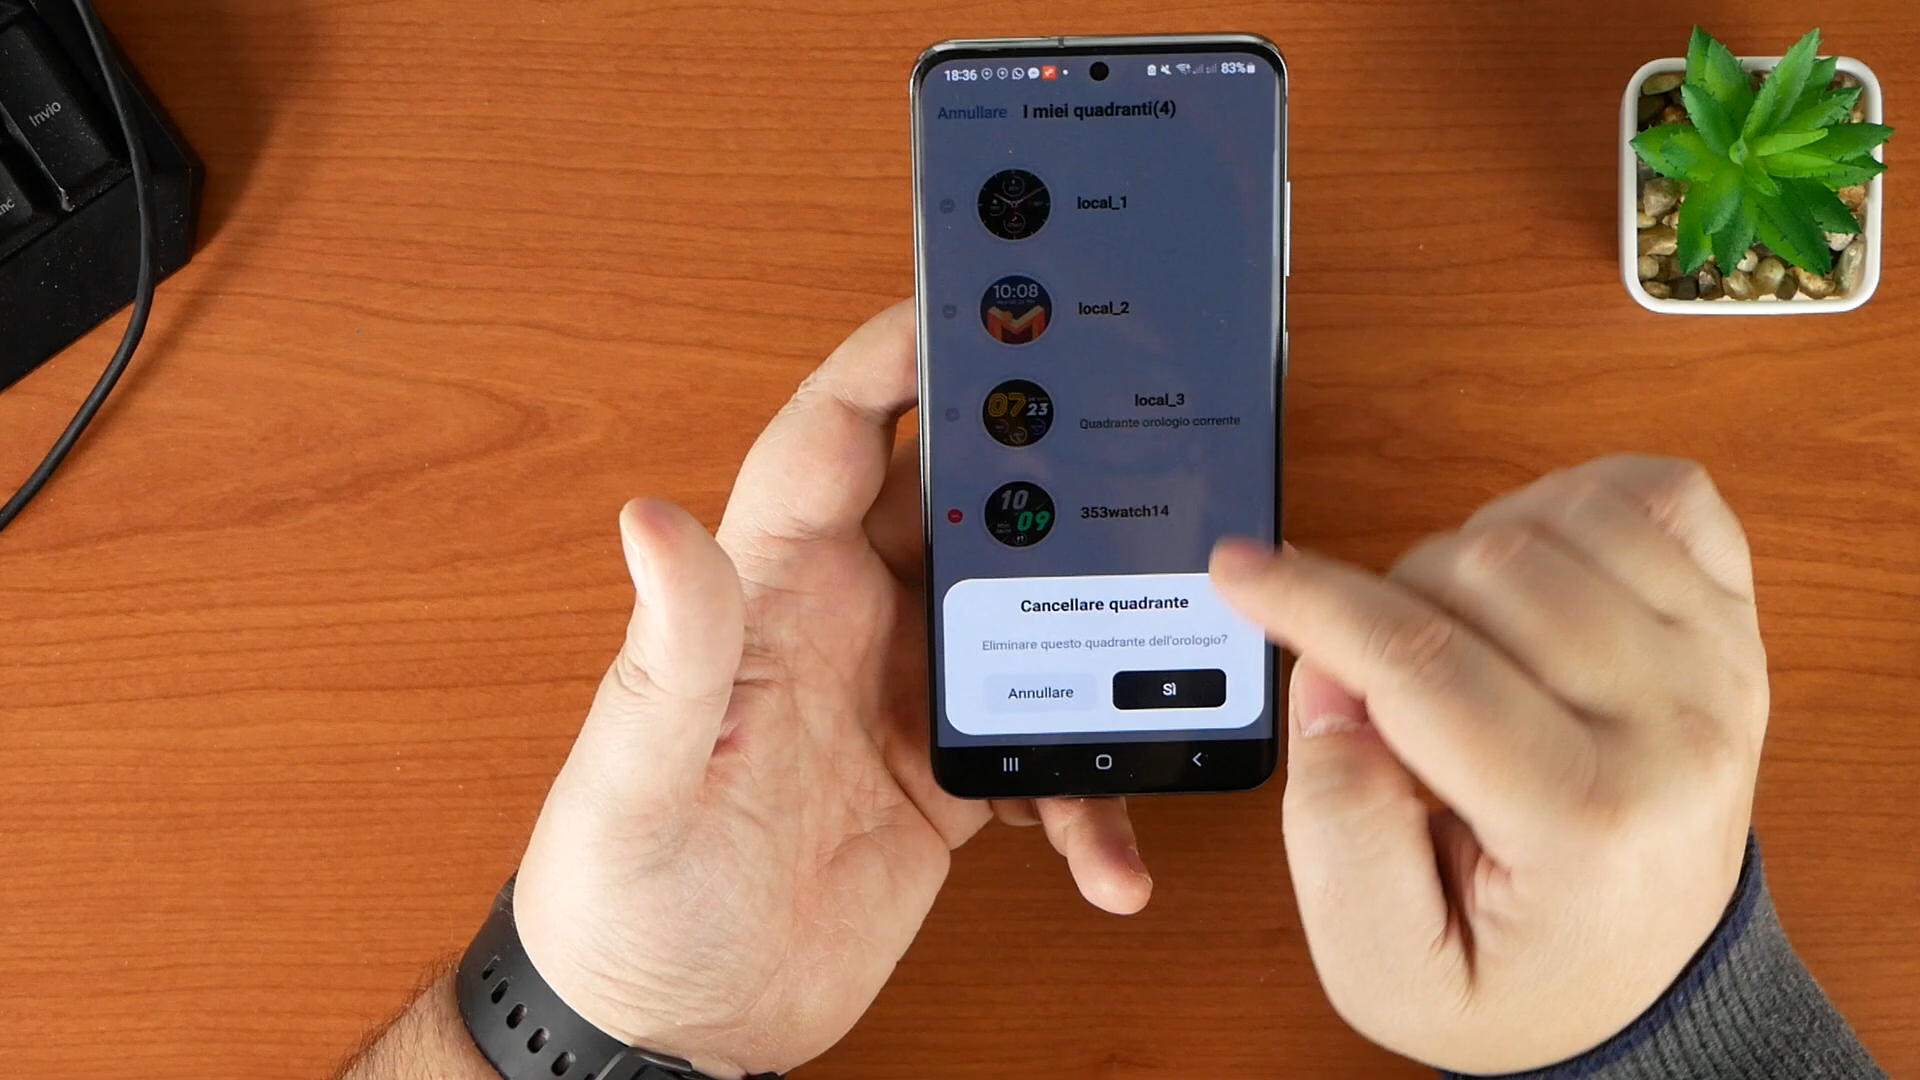 Invio
18:36
83%
Annullare I miei quadranti(4)
local_1
10:08
local_2
07
23
local_3
Quadrante orologio corrente
10
09
353watch14
Cancellare quadrante
Eliminare questo quadrante dell'orologio?
Annullare
Sì